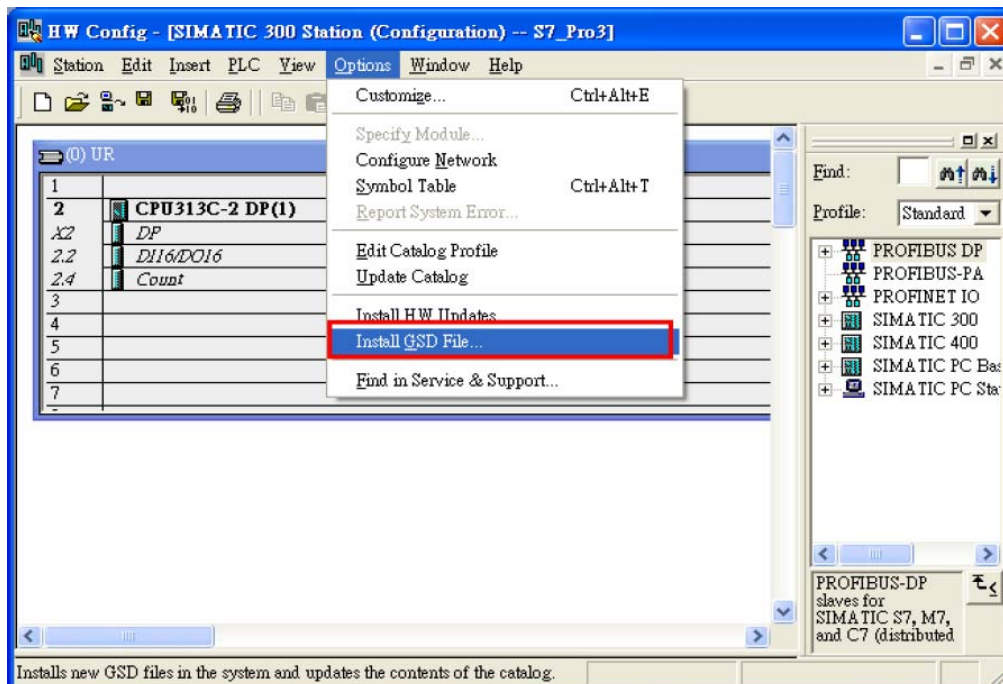 HW Config - [SIMATIC 300 Station (Configuration) -- S7_Pro3]
Station Edit Insert PLC View Options Window Help
Customize... Ctrl+Alt+E
Specify Module...
Configure Network
Symbol Table Ctrl+Alt+T
Report System Error...
Edit Catalog Profile
Update Catalog
Install HW Updates
Install GSD File...
Find in Service & Support...
(0) UR
1
2 CPU313C-2 DP(1)
X2 DP
2.2 DI16/DO16
2.4 Count
3
4
5
6
7
Find:
Profile: Standard
PROFIBUS DP
PROFIBUS-PA
PROFINET IO
SIMATIC 300
SIMATIC 400
SIMATIC PC Bas
SIMATIC PC Sta
PROFIBUS-DP
slaves for
SIMATIC S7, M7,
and C7 (distributed
Installs new GSD files in the system and updates the contents of the catalog.